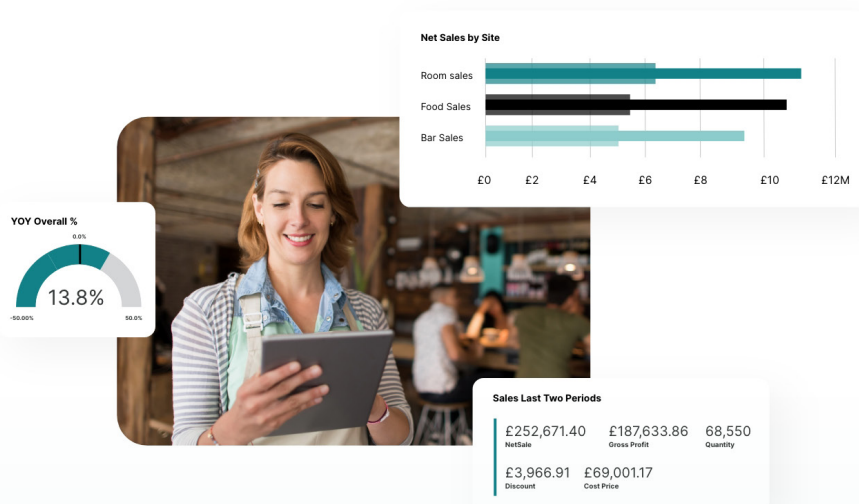 Net Sales by Site
Room sales
Food Sales
Bar Sales
£0 £2 £4 £6 £8 £10 £12M
YOY Overall %
0.0%
13.8%
-50.00% 50.0%
Sales Last Two Periods
£252,671.40 £187,633.86 68,550
NetSale Gross Profit Quantity
£3,966.91 £69,001.17
Discount Cost Price